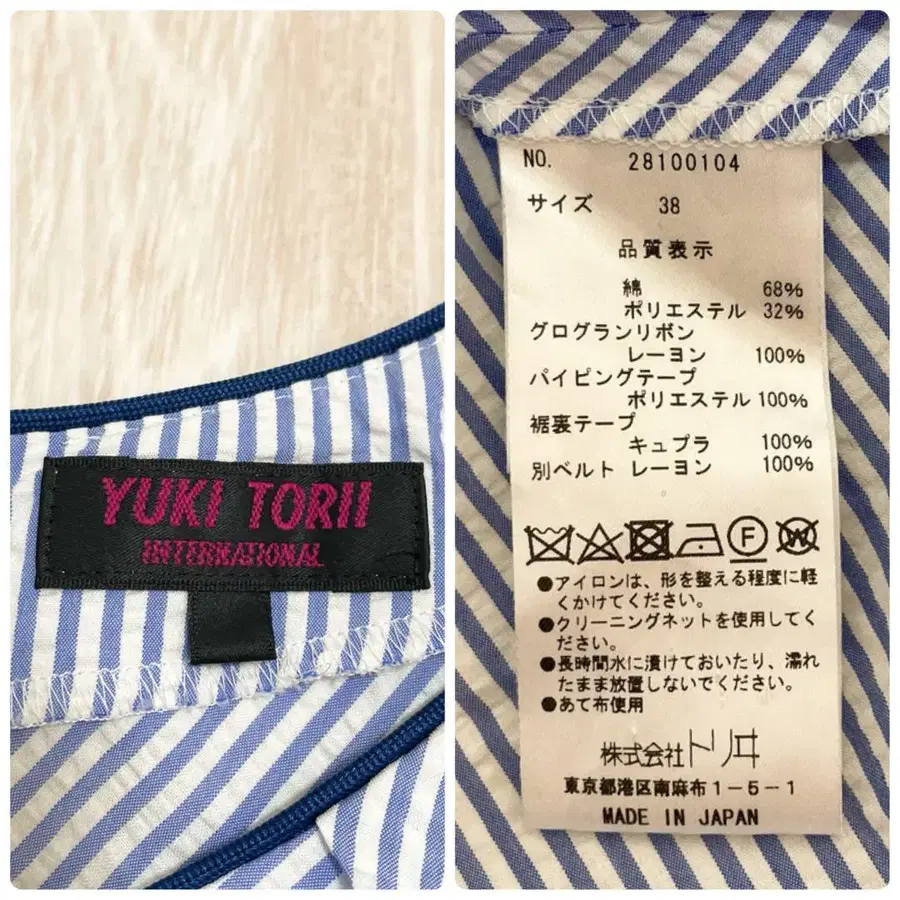 YUKI TORII
INTERNATIONAL
NO. 28100104
サイズ 38
品質表示
綿 68%
ポリエステル 32%
グログランリボン
レーヨン 100%
パイピングテープ
ポリエステル 100%
裾裏テープ
キュプラ 100%
別ベルト レーヨン 100%
F W
●アイロンは、形を整える程度に軽
くかけてください。
●クリーニングネットを使用してく
ださい。
●長時間水に漬けておいたり、濡れ
たまま放置しないでください。
●あて布使用
株式会社トリヰ
東京都港区南麻布1-5-1
MADE IN JAPAN